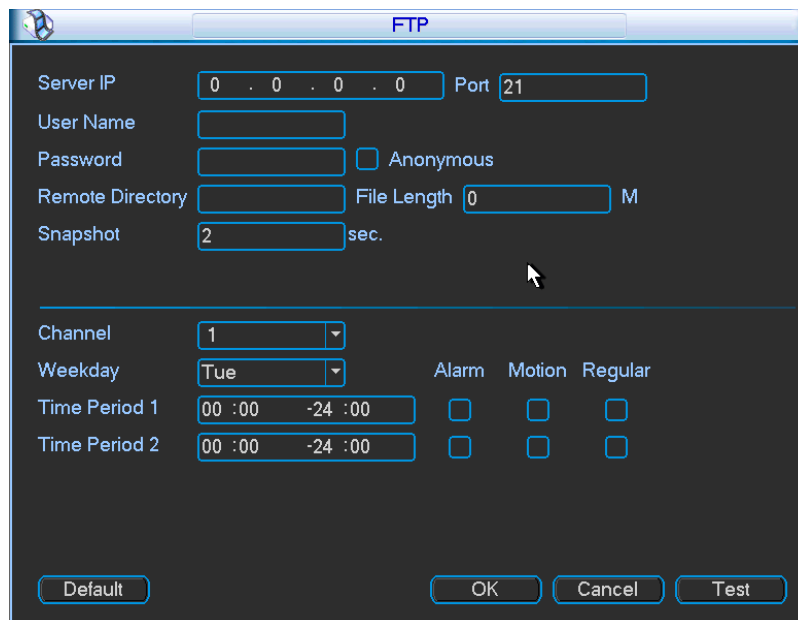 FTP
Server IP 0 . 0 . 0 . 0 Port 21
User Name
Password Anonymous
Remote Directory File Length 0 M
Snapshot 2 sec.
Channel 1
Weekday Tue Alarm Motion Regular
Time Period 1 00 :00 -24 :00
Time Period 2 00 :00 -24 :00
Default OK Cancel Test